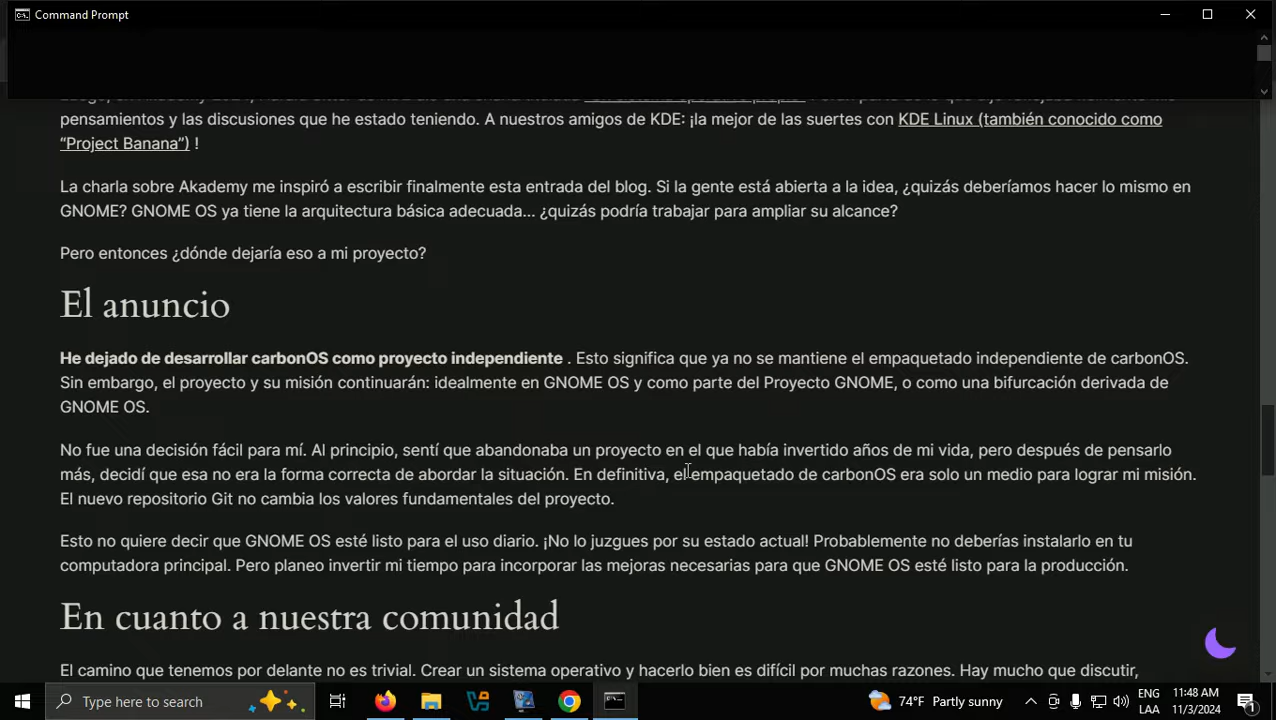 Command Prompt
pensamientos y las discusiones que he estado teniendo. A nuestros amigos de KDE: ¡la mejor de las suertes con KDE Linux (también conocido como
“Project Banana”) !
La charla sobre Akademy me inspiró a escribir finalmente esta entrada del blog. Si la gente está abierta a la idea, ¿quizás deberíamos hacer lo mismo en
GNOME? GNOME OS ya tiene la arquitectura básica adecuada... ¿quizás podría trabajar para ampliar su alcance?
Pero entonces ¿dónde dejaría eso a mi proyecto?
El anuncio
He dejado de desarrollar carbonOS como proyecto independiente . Esto significa que ya no se mantiene el empaquetado independiente de carbonOS.
Sin embargo, el proyecto y su misión continuarán: idealmente en GNOME OS y como parte del Proyecto GNOME, o como una bifurcación derivada de
GNOME OS.
No fue una decisión fácil para mí. Al principio, sentí que abandonaba un proyecto en el que había invertido años de mi vida, pero después de pensarlo
más, decidí que esa no era la forma correcta de abordar la situación. En definitiva, el empaquetado de carbonOS era solo un medio para lograr mi misión.
El nuevo repositorio Git no cambia los valores fundamentales del proyecto.
Esto no quiere decir que GNOME OS esté listo para el uso diario. ¡No lo juzgues por su estado actual! Probablemente no deberías instalarlo en tu
computadora principal. Pero planeo invertir mi tiempo para incorporar las mejoras necesarias para que GNOME OS esté listo para la producción.
En cuanto a nuestra comunidad
El camino que tenemos por delante no es trivial. Crear un sistema operativo y hacerlo bien es difícil por muchas razones. Hay mucho que discutir,
Type here to search
74°F Partly sunny
ENG
LAA
11:48 AM
11/3/2024
1